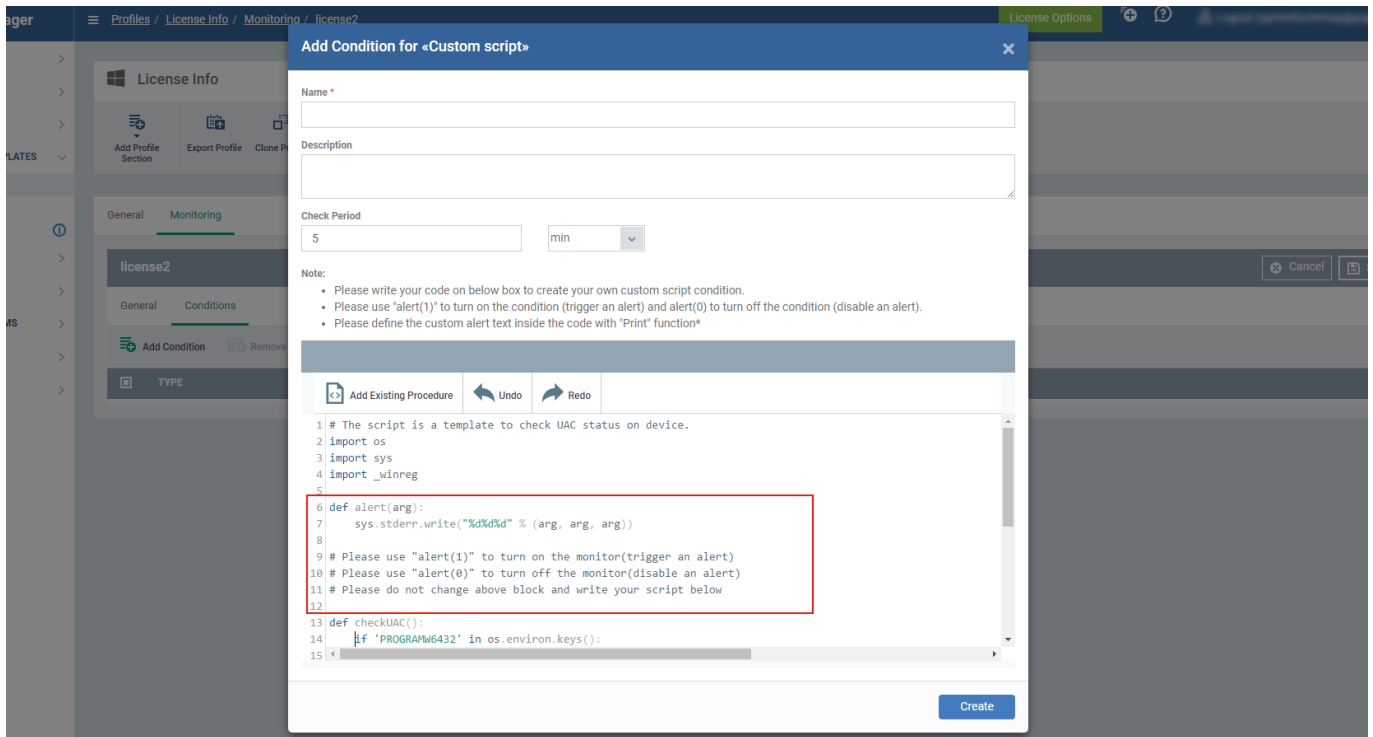 ager
Profiles / License Info / Monitoring / license2
License Options
Add Condition for «Custom script»
License Info
Name *
Add Profile Section
Export Profile
Clone P
Description
PLATES
General
Monitoring
Check Period
5
min
license2
Cancel
Note:
• Please write your code on below box to create your own custom script condition.
• Please use "alert(1)" to turn on the condition (trigger an alert) and alert(0) to turn off the condition (disable an alert).
• Please define the custom alert text inside the code with "Print" function*
General
Conditions
MS
Add Condition
Remove
TYPE
Add Existing Procedure
Undo
Redo
1 # The script is a template to check UAC status on device.
2 import os
3 import sys
4 import _winreg
5
6 def alert(arg):
7 sys.stderr.write("%d%d%d" % (arg, arg, arg))
8
9 # Please use "alert(1)" to turn on the monitor(trigger an alert)
10 # Please use "alert(0)" to turn off the monitor(disable an alert)
11 # Please do not change above block and write your script below
12
13 def checkUAC():
14 if 'PROGRAMW6432' in os.environ.keys():
15
Create